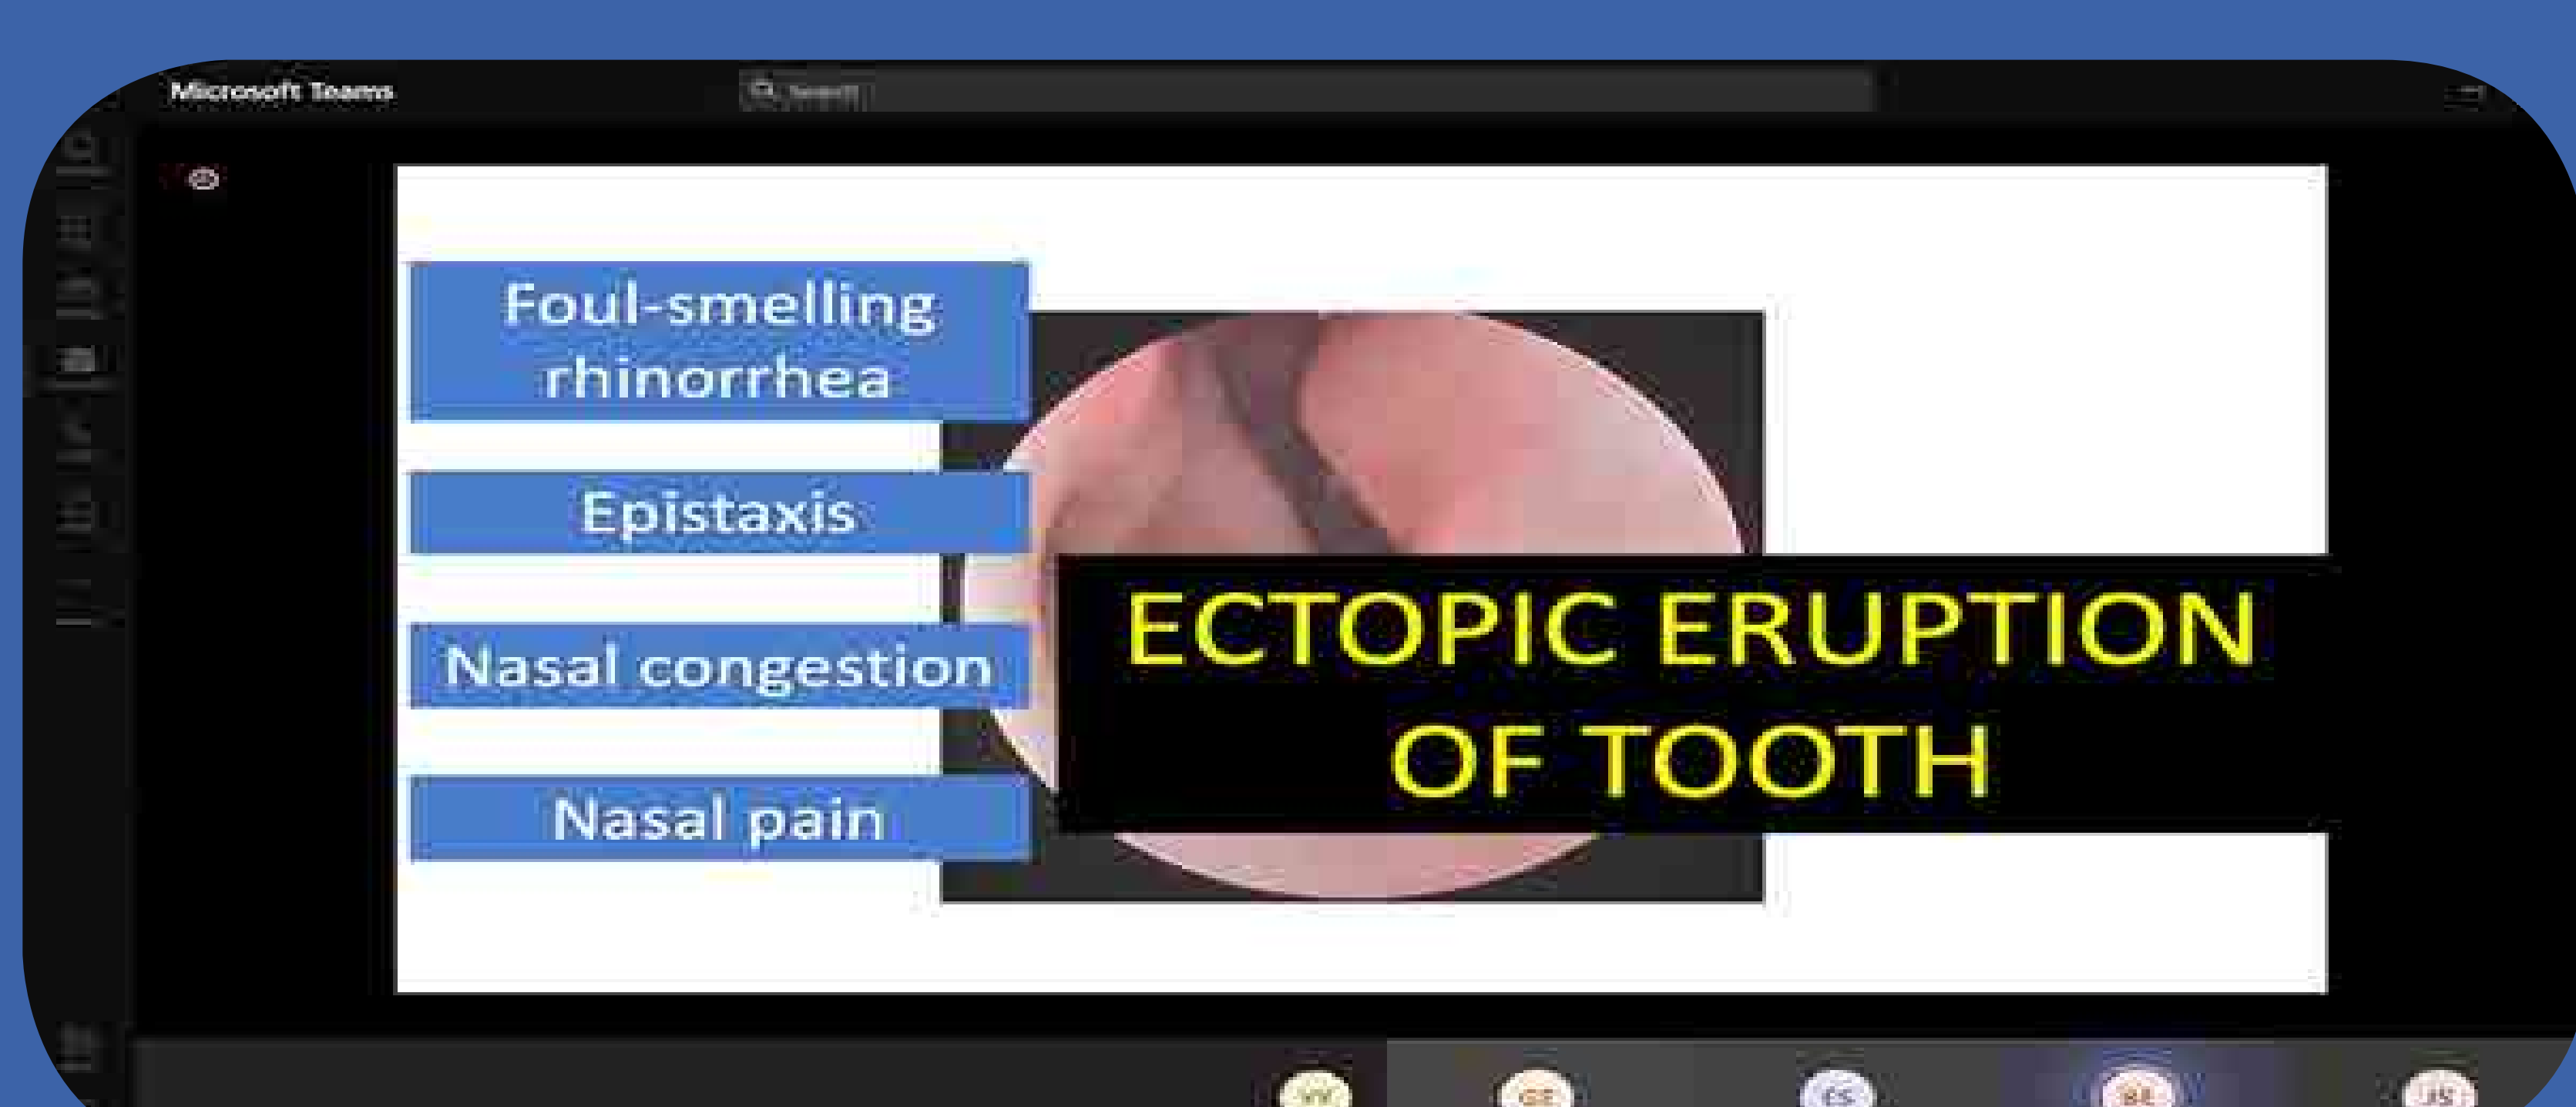 Microsoft Teams
Search
Foul-smelling
rhinorrhea
Epistaxis
Nasal congestion
Nasal pain
ECTOPIC ERUPTION
OF TOOTH